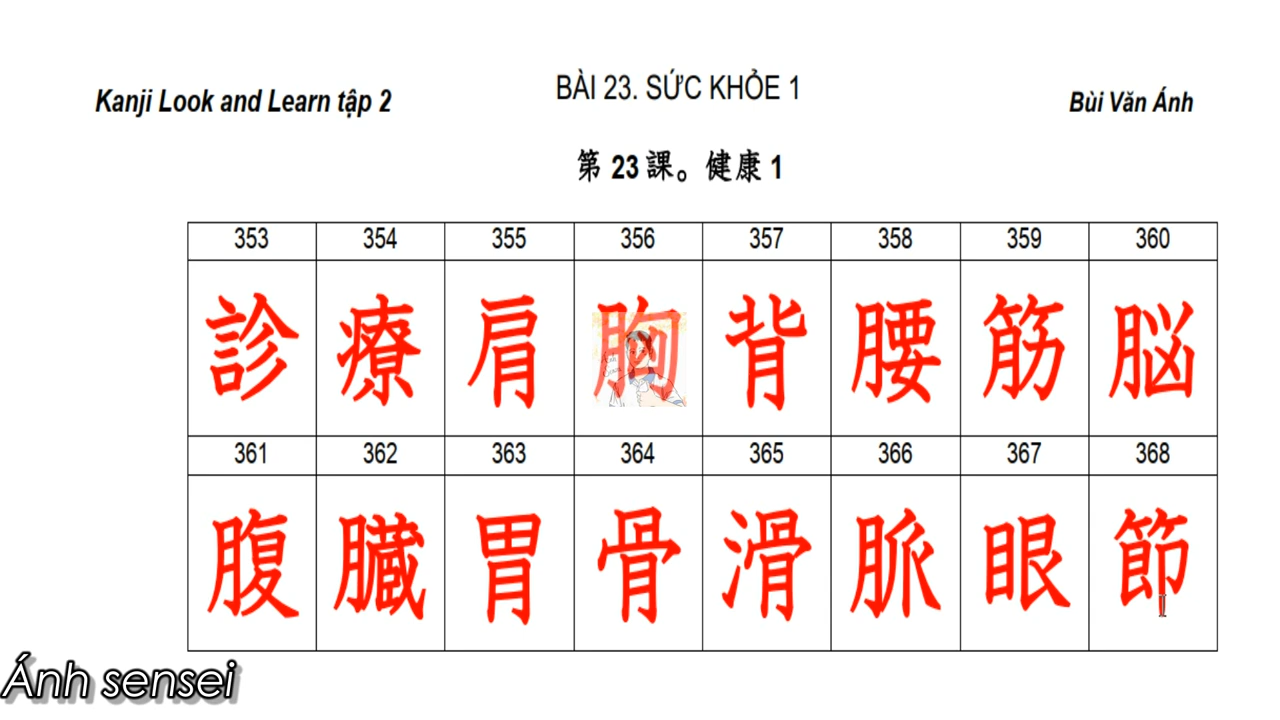 Kanji Look and Learn tập 2
BÀI 23. SỨC KHỎE 1
Bùi Văn Ánh
第 23 課。健康 1
353 354 355 356 357 358 359 360
診 療 肩 胸 背 腰 筋 脳
361 362 363 364 365 366 367 368
腹 臓 胃 骨 滑 脈 眼 節
Ánh sensei